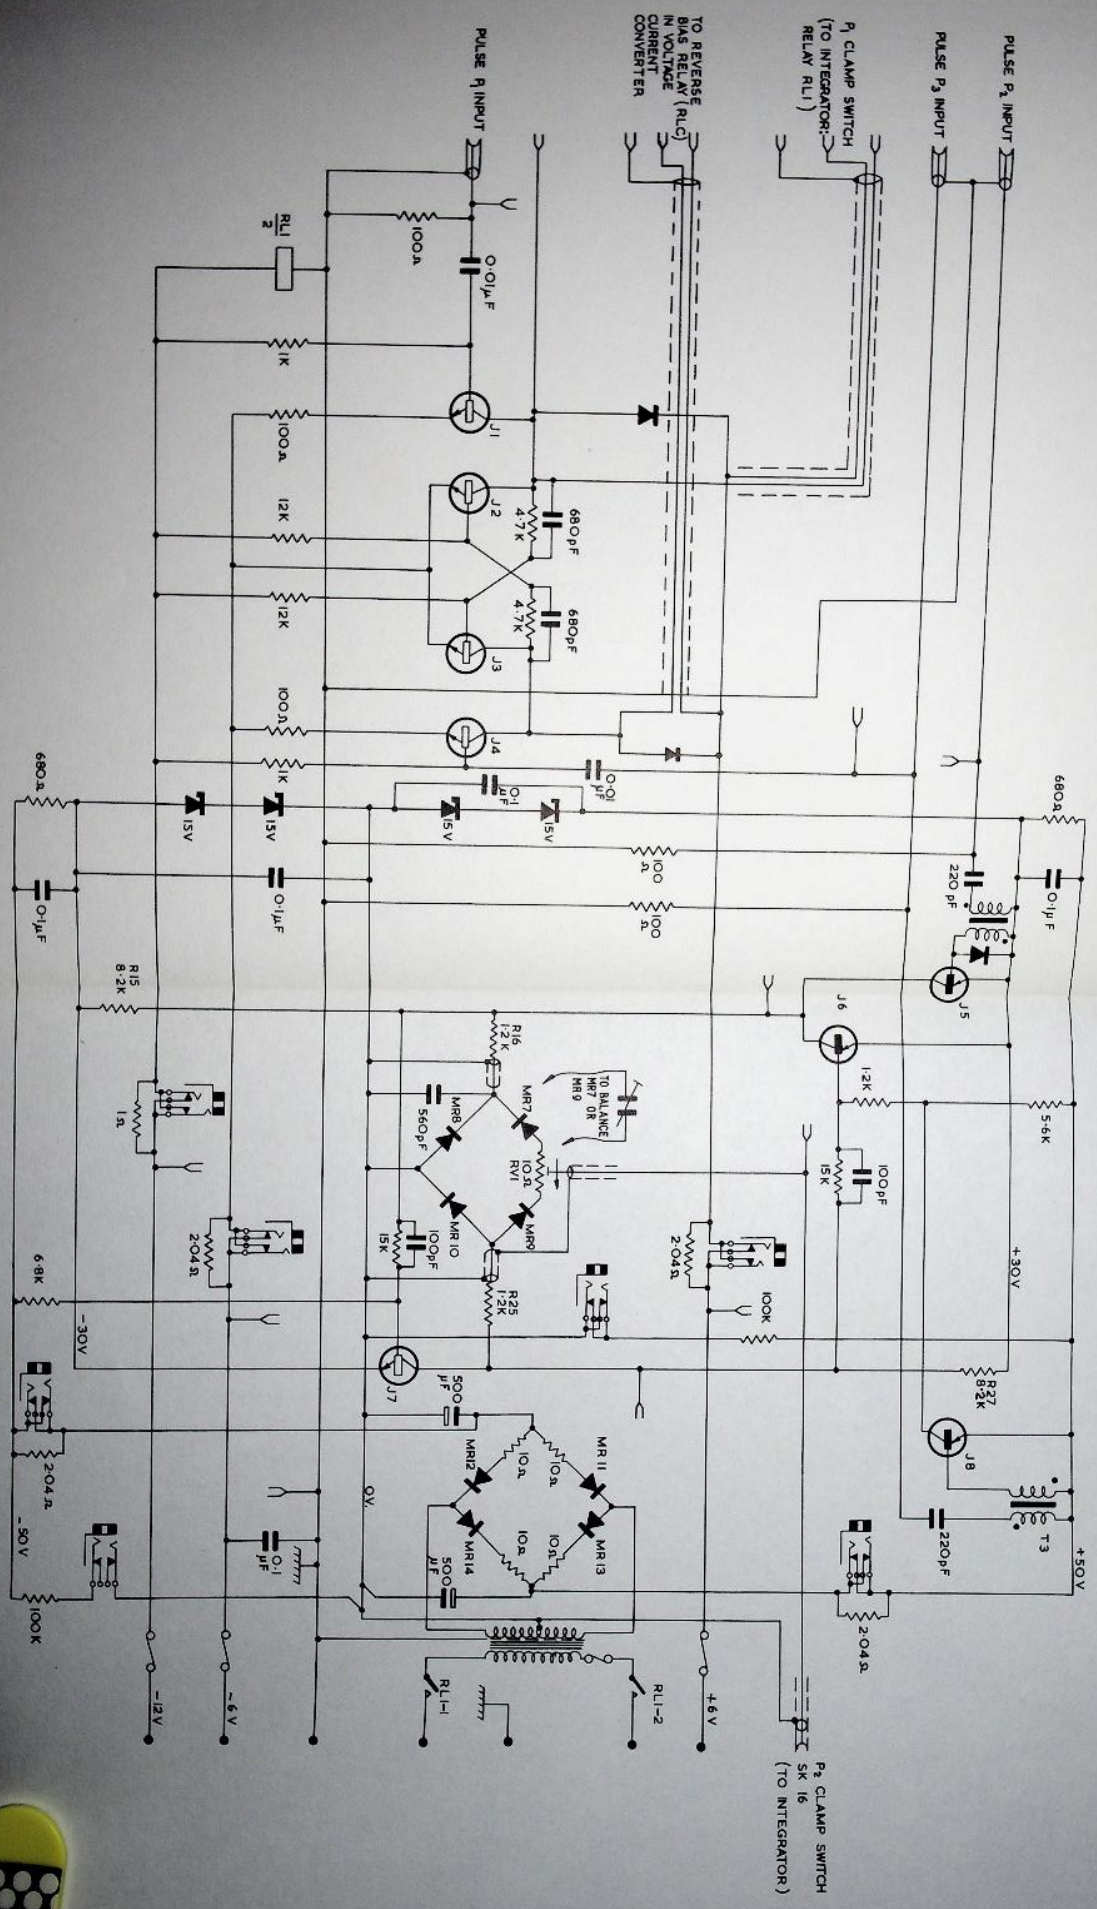 PULSE P2 INPUT
PULSE P3 INPUT
P1 CLAMP SWITCH
(TO INTEGRATOR;
RELAY RL1)
TO REVERSE
BIAS RELAY (RLC)
IN VOLTAGE
CURRENT
CONVERTER
PULSE P1 INPUT
100Ω
0·01µF
RL1
2
1K
J1
100Ω
J2
12K
680pF
4·7K
12K
680pF
4·7K
J3
100Ω
J4
1K
0·01
µF
0·1
µF
15V
15V
15V
15V
680Ω
680Ω
0·1µF
220pF
100
Ω
100
Ω
0·1µF
0·1µF
J5
J6
R15
8·2K
R16
1·2K
1·2K
5·6K
TO BALANCE
MR7 OR
MR9
MR7
MR8
560pF
10Ω
RV1
MR9
MR10
100pF
15K
100pF
15K
1Ω
2·04Ω
2·04Ω
R25
1·2K
100K
+30V
6·8K
-30V
J7
R27
8·2K
J8
2·04Ω
500
µF
MR11
10Ω
MR12
10Ω
MR13
10Ω
MR14
10Ω
500
µF
0V.
T3
220pF
+50V
-50V
0·1
µF
100K
2·04Ω
RL1-1
RL1-2
-12V
-6V
+6V
P2 CLAMP SWITCH
SK 16
(TO INTEGRATOR)